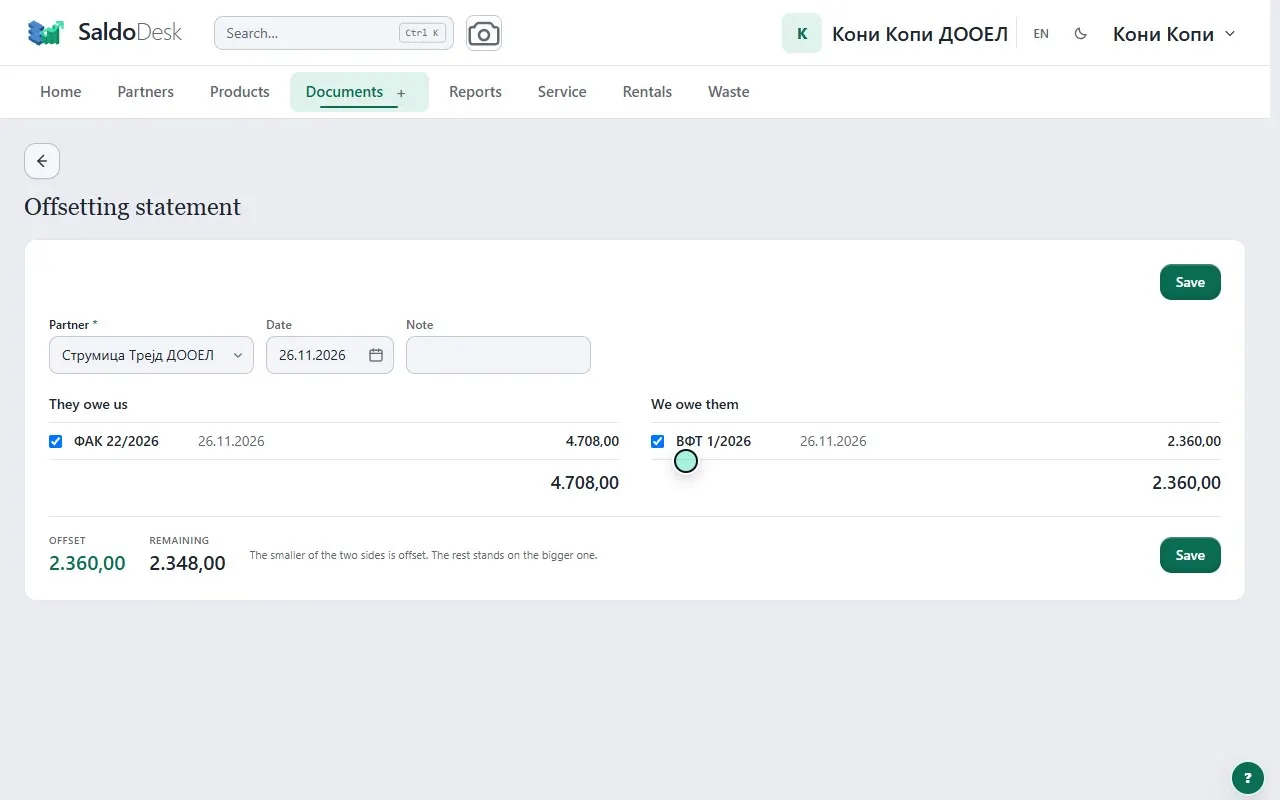 SaldoDesk
Search...
Ctrl K
К
Кони Копи ДООЕЛ
EN
Кони Копи
Home
Partners
Products
Documents +
Reports
Service
Rentals
Waste
Offsetting statement
Save
Partner *
Date
Note
Струмица Трејд ДООЕЛ
26.11.2026
They owe us
We owe them
ФАК 22/2026 26.11.2026 4.708,00
ВФТ 1/2026 26.11.2026 2.360,00
4.708,00
2.360,00
OFFSET
REMAINING
2.360,00
2.348,00
The smaller of the two sides is offset. The rest stands on the bigger one.
Save
?